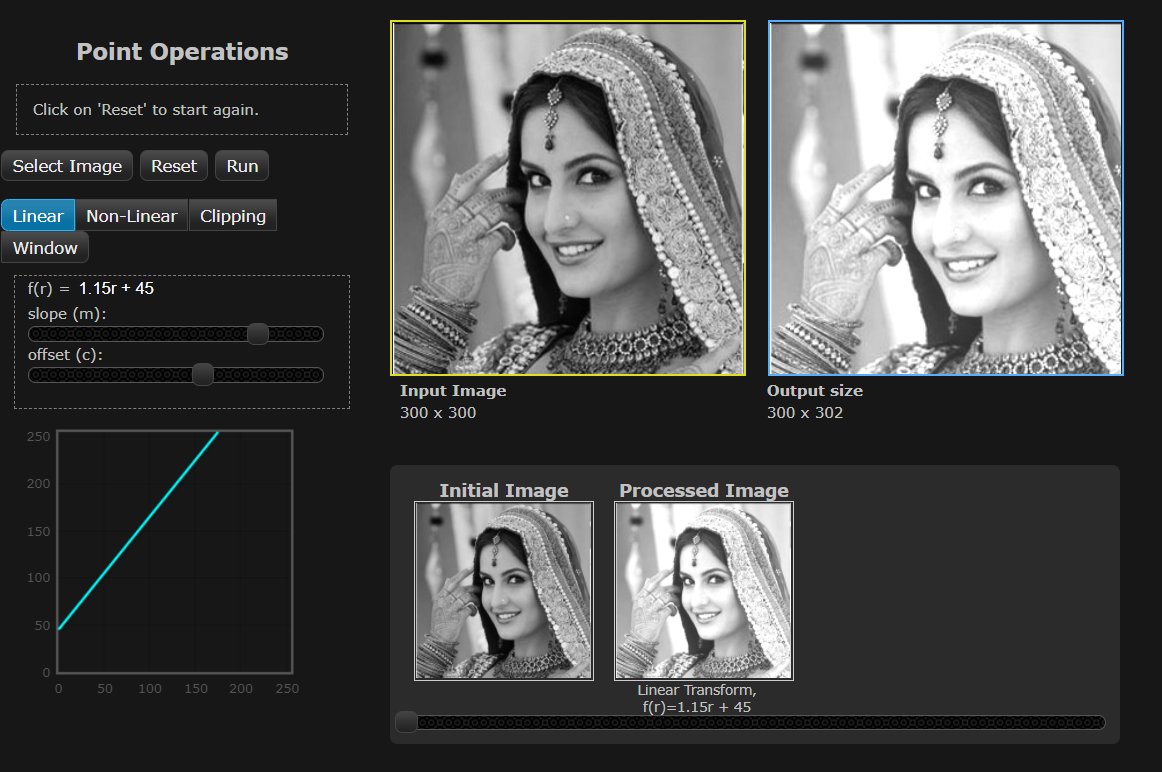 Point Operations
Click on 'Reset' to start again.
Select Image Reset Run
Linear Non-Linear Clipping
Window
f(r) = 1.15r + 45
slope (m):
offset (c):
250
200
150
100
50
0
0 50 100 150 200 250
Input Image
300 x 300
Output size
300 x 302
Initial Image Processed Image
Linear Transform,
f(r)=1.15r + 45